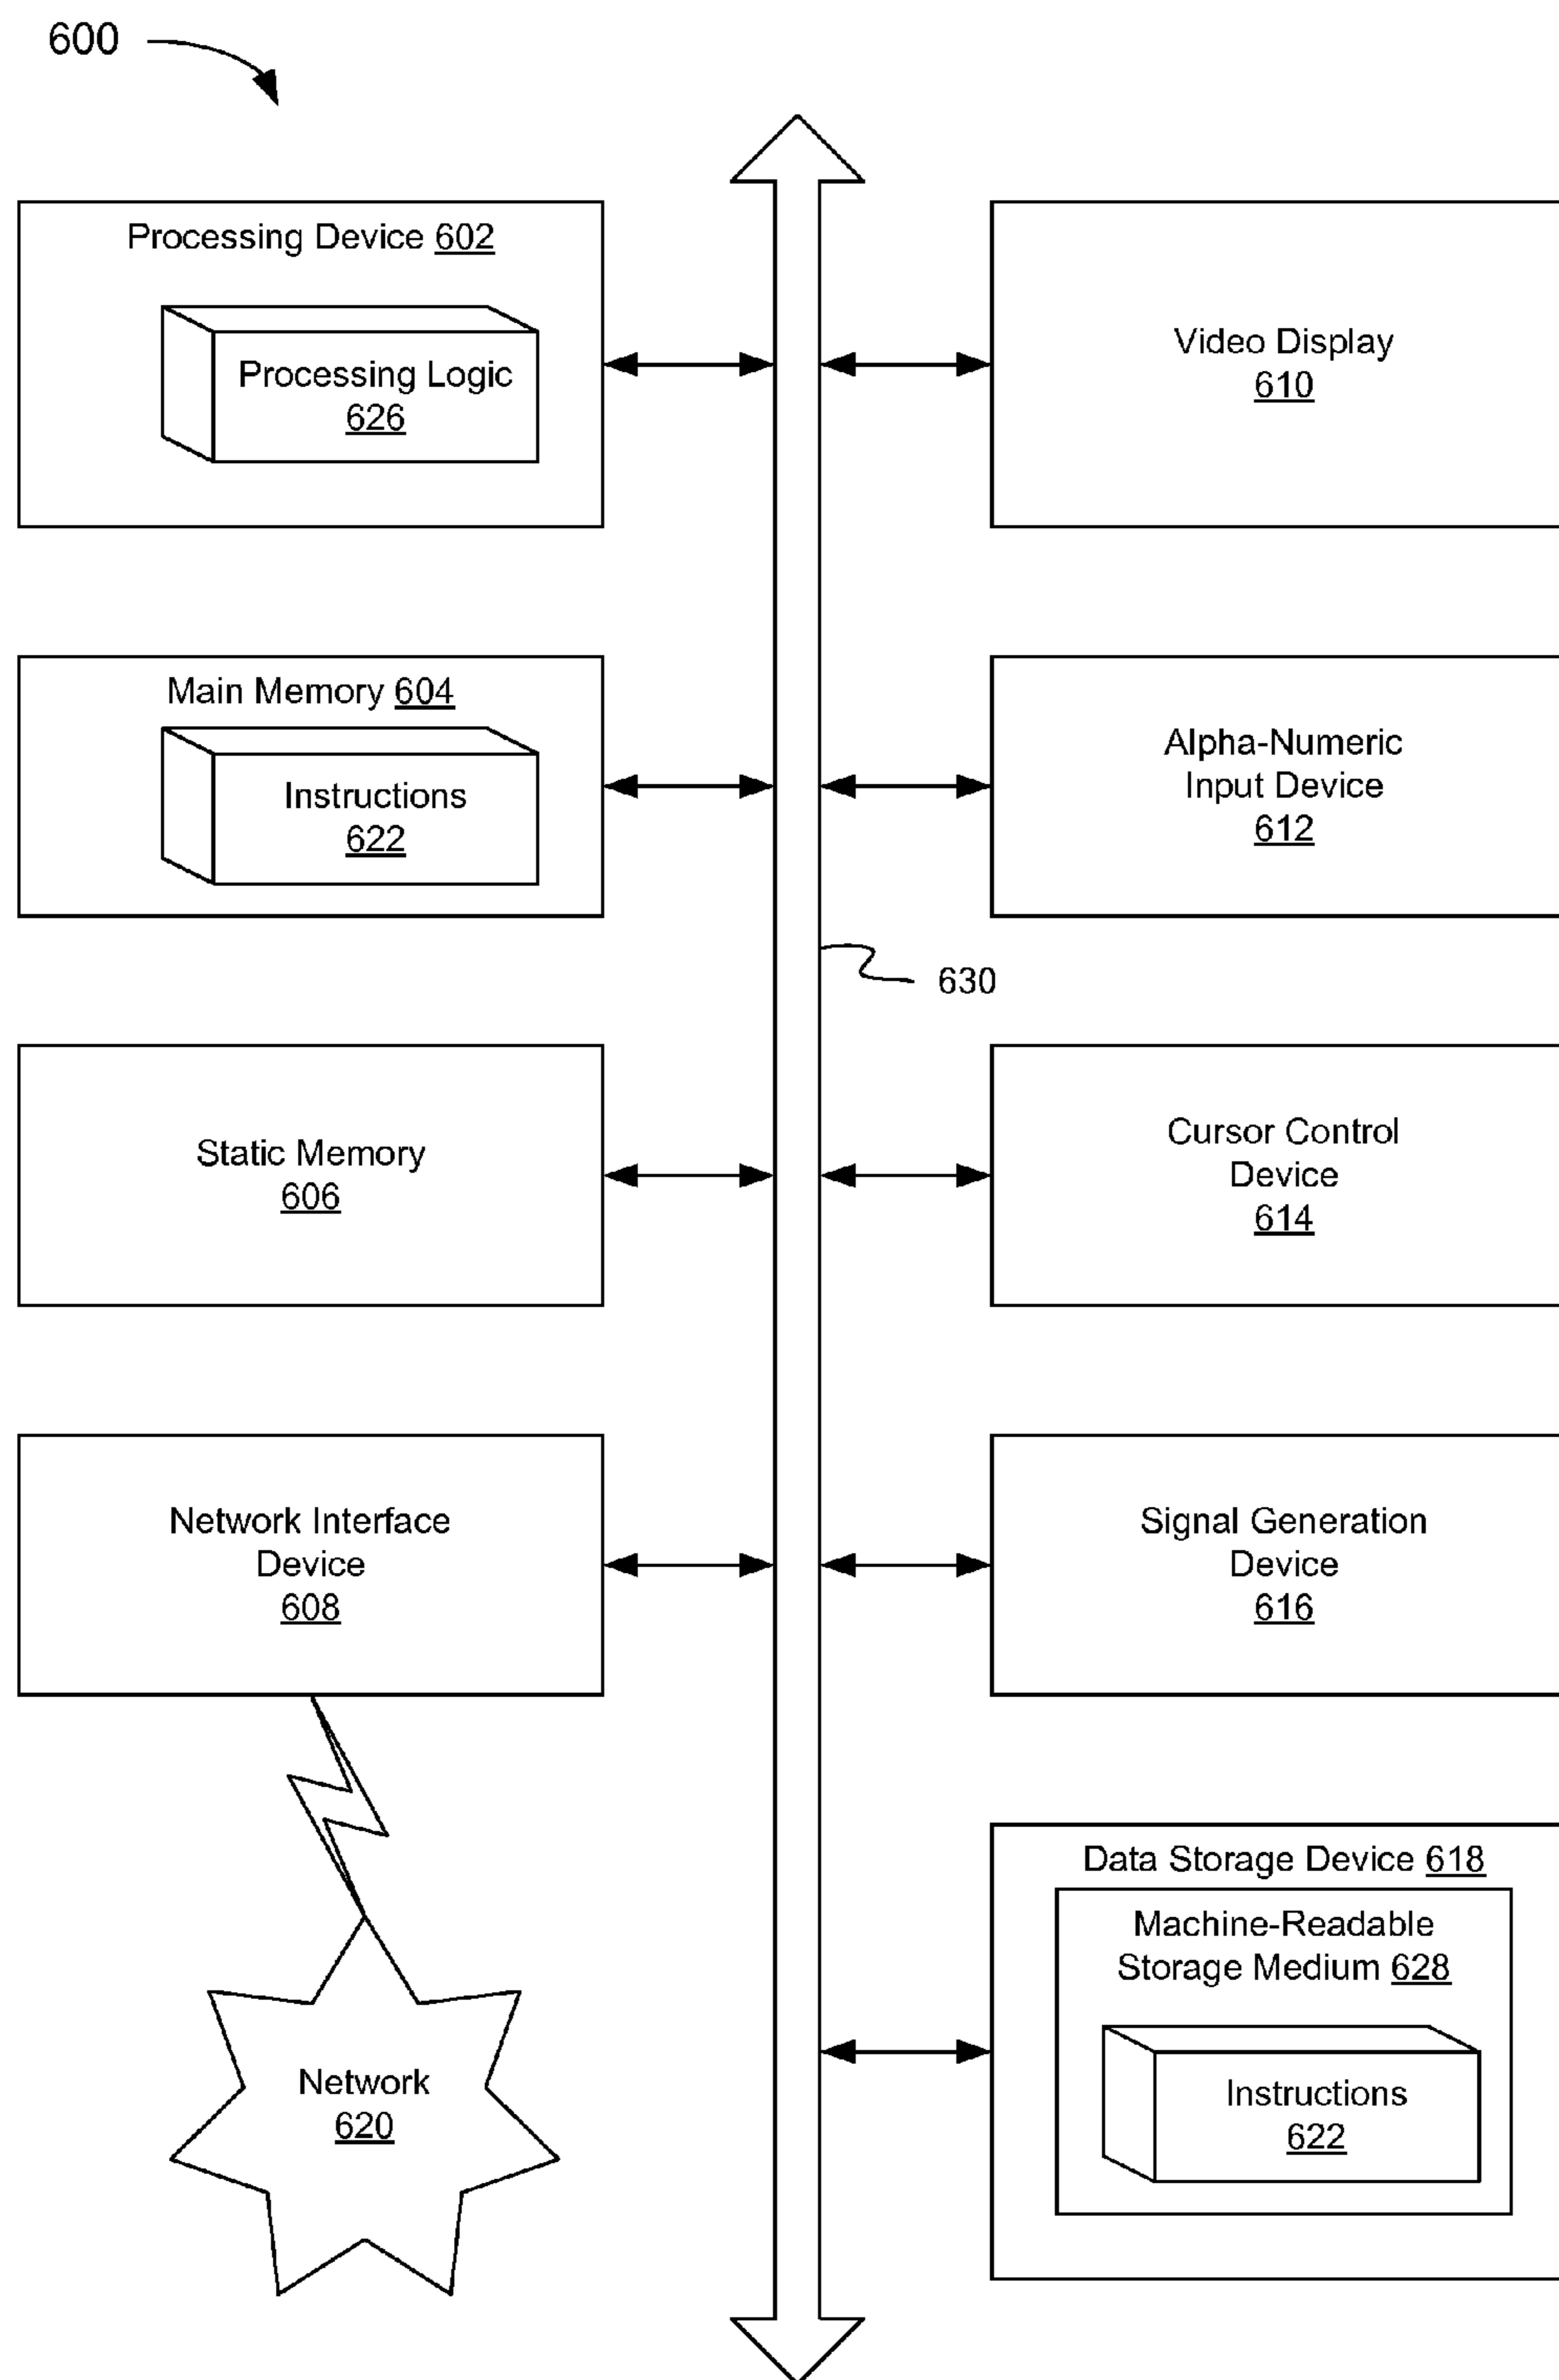 600
Processing Device 602
Processing Logic
626
Video Display
610
Main Memory 604
Instructions
622
Alpha-Numeric
Input Device
612
630
Static Memory
606
Cursor Control
Device
614
Network Interface
Device
608
Signal Generation
Device
616
Data Storage Device 618
Machine-Readable
Storage Medium 628
Instructions
622
Network
620